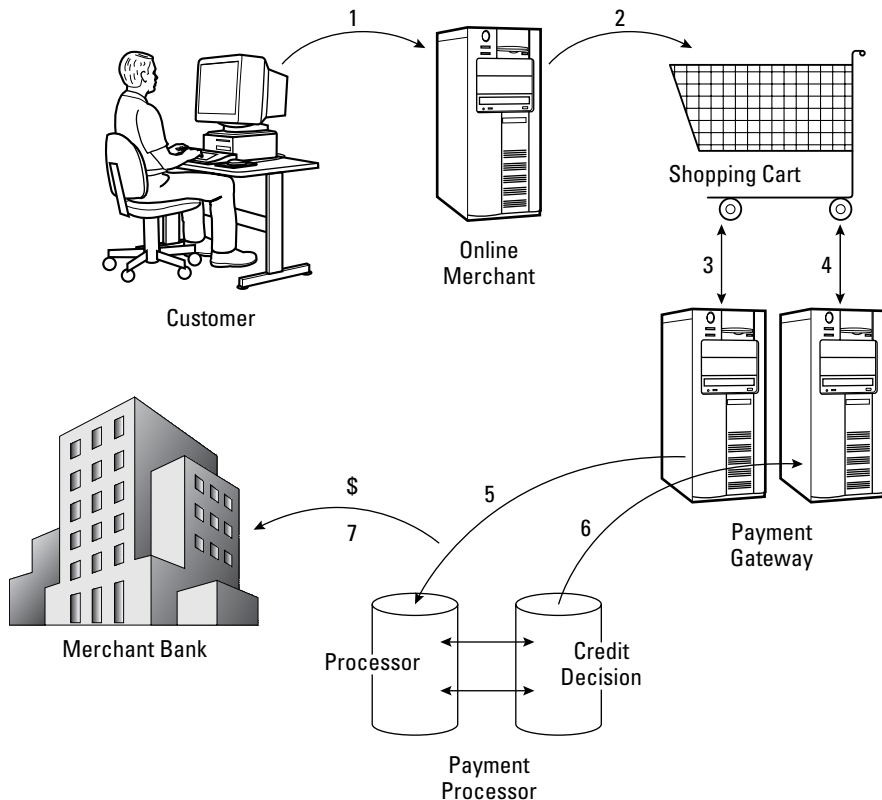 1
2
Shopping Cart
Online
Merchant
3
4
Customer
$
5
7
6
Payment
Gateway
Merchant Bank
Processor
Credit
Decision
Payment
Processor